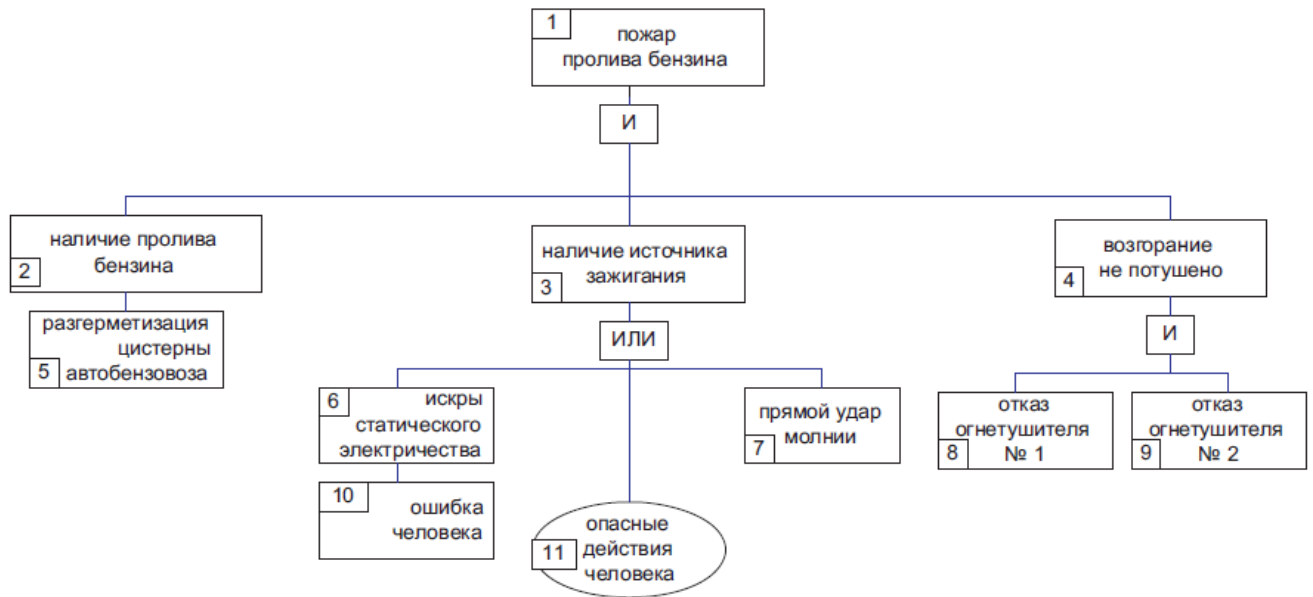 1
пожар
пролива бензина
И
наличие пролива
бензина
2
наличие источника
зажигания
3
возгорание
не потушено
4
разгерметизация
цистерны
автобензовоза
5
ИЛИ
И
6
искры
статического
электричества
прямой удар
молнии
7
отказ
огнетушителя
№ 1
8
отказ
огнетушителя
№ 2
9
10
ошибка
человека
опасные
действия
человека
11